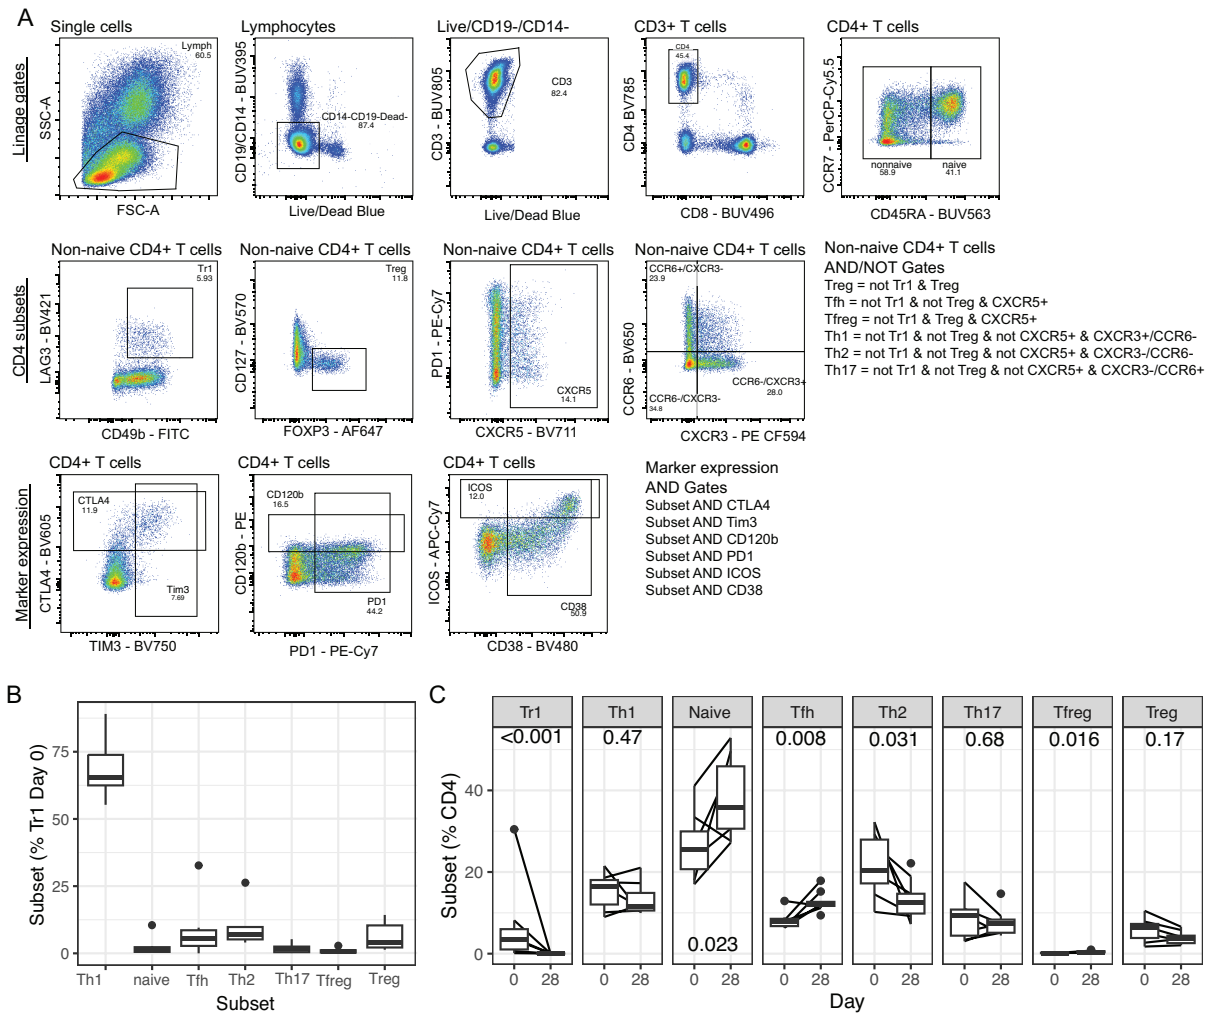 A
Single cells
Lymphocytes
Live/CD19-/CD14-
CD3+ T cells
CD4+ T cells
Linage gates
SSC-A
Lymph
60.5
FSC-A
CD19/CD14 - BUV395
CD14-CD19-Dead-
87.4
Live/Dead Blue
CD3 - BUV805
CD3
82.4
Live/Dead Blue
CD4 BV785
CD4
45.4
CD8 - BUV496
CCR7 - PerCP-Cy5.5
nonnaive
58.9
naive
41.1
CD45RA - BUV563
Non-naive CD4+ T cells
Non-naive CD4+ T cells
Non-naive CD4+ T cells
Non-naive CD4+ T cells
CD4 subsets
LAG3 - BV421
Tr1
5.93
CD49b - FITC
CD127 - BV570
Treg
11.8
FOXP3 - AF647
PD1 - PE-Cy7
CXCR5
14.1
CXCR5 - BV711
CCR6 - BV650
CCR6+/CXCR3-
23.9
CCR6-/CXCR3+
28.0
CCR6-/CXCR3-
34.8
CXCR3 - PE CF594
Non-naive CD4+ T cells
AND/NOT Gates
Treg = not Tr1 & Treg
Tfh = not Tr1 & not Treg & CXCR5+
Tfreg = not Tr1 & Treg & CXCR5+
Th1 = not Tr1 & not Treg & not CXCR5+ & CXCR3+/CCR6-
Th2 = not Tr1 & not Treg & not CXCR5+ & CXCR3-/CCR6-
Th17 = not Tr1 & not Treg & not CXCR5+ & CXCR3-/CCR6+
CD4+ T cells
CD4+ T cells
CD4+ T cells
Marker expression
CTLA4 - BV605
CTLA4
11.9
Tim3
7.69
TIM3 - BV750
CD120b - PE
CD120b
16.5
PD1
44.2
PD1 - PE-Cy7
ICOS - APC-Cy7
ICOS
12.0
CD38
50.9
CD38 - BV480
Marker expression
AND Gates
Subset AND CTLA4
Subset AND Tim3
Subset AND CD120b
Subset AND PD1
Subset AND ICOS
Subset AND CD38
B
Subset (% Tr1 Day 0)
75
50
25
0
Th1 naive Tfh Th2 Th17 Tfreg Treg
Subset
C
Subset (% CD4)
40
20
0
Tr1 Th1 Naive Tfh Th2 Th17 Tfreg Treg
<0.001 0.47 0.008 0.031 0.68 0.016 0.17
0.023
0 28 0 28 0 28 0 28 0 28 0 28 0 28 0 28
Day